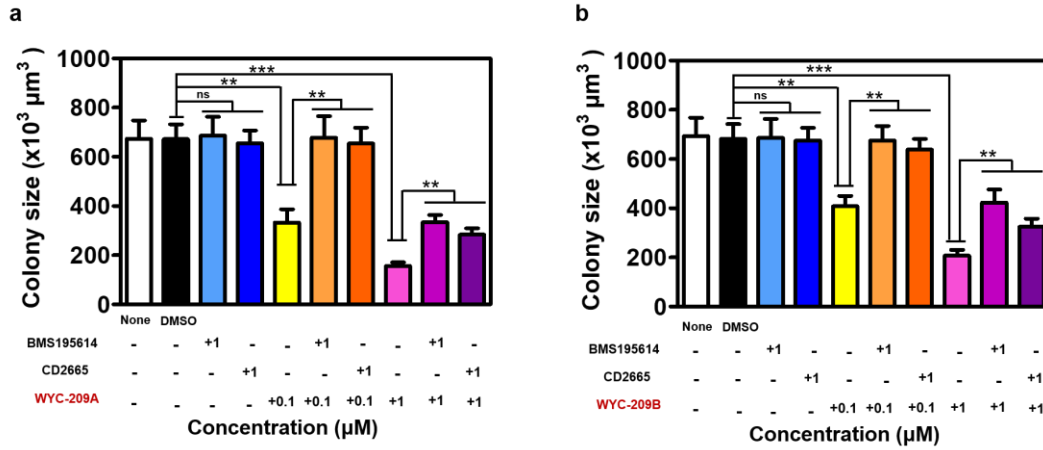 a
Colony size (x10³ µm³ )
1000
800
600
400
200
0
***
**
ns
**
**
None DMSO
BMS195614 - - +1 - - +1 - - +1 -
CD2665 - - - +1 - - +1 - - +1
WYC-209A - - - - +0.1 +0.1 +0.1 +1 +1 +1
Concentration (µM)
b
Colony size (x10³ µm³ )
1000
800
600
400
200
0
***
**
ns
**
**
None DMSO
BMS195614 - - +1 - - +1 - - +1 -
CD2665 - - - +1 - - +1 - - +1
WYC-209B - - - - +0.1 +0.1 +0.1 +1 +1 +1
Concentration (µM)